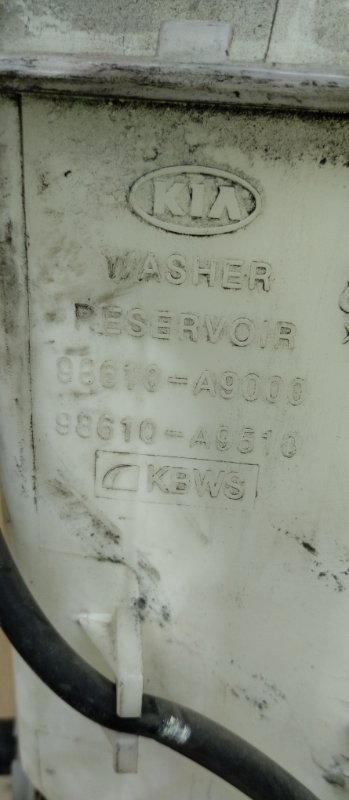 KIA
WASHER
RESERVOIR
98610-A9000
98610-A9510
KBWS